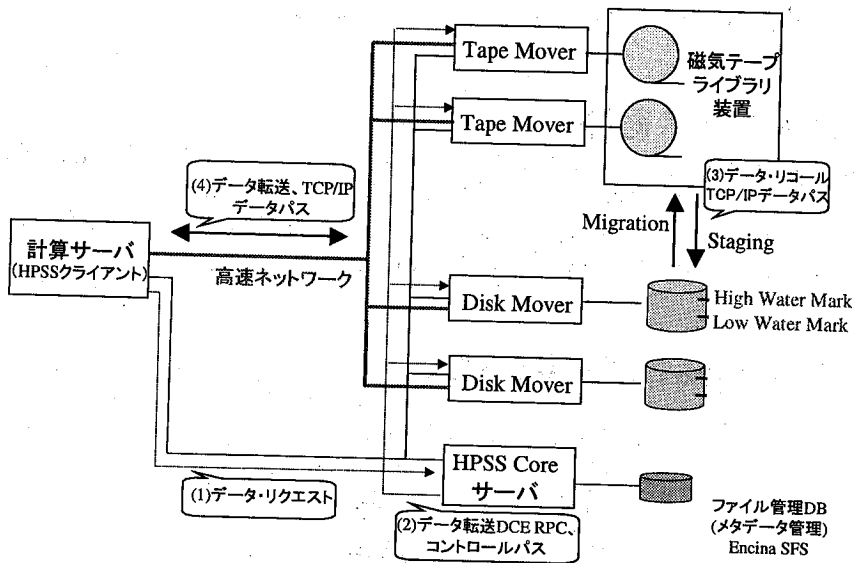 Tape Mover
磁気テープ
ライブラリ
装置
Tape Mover
(3)データ・リコール
TCP/IPデータパス
(4)データ転送、TCP/IP
データパス
Migration
Staging
計算サーバ
(HPSSクライアント)
高速ネットワーク
Disk Mover
High Water Mark
Low Water Mark
Disk Mover
HPSS Core
サーバ
(1)データ・リクエスト
(2)データ転送DCE RPC、
コントロールパス
ファイル管理DB
(メタデータ管理)
Encina SFS